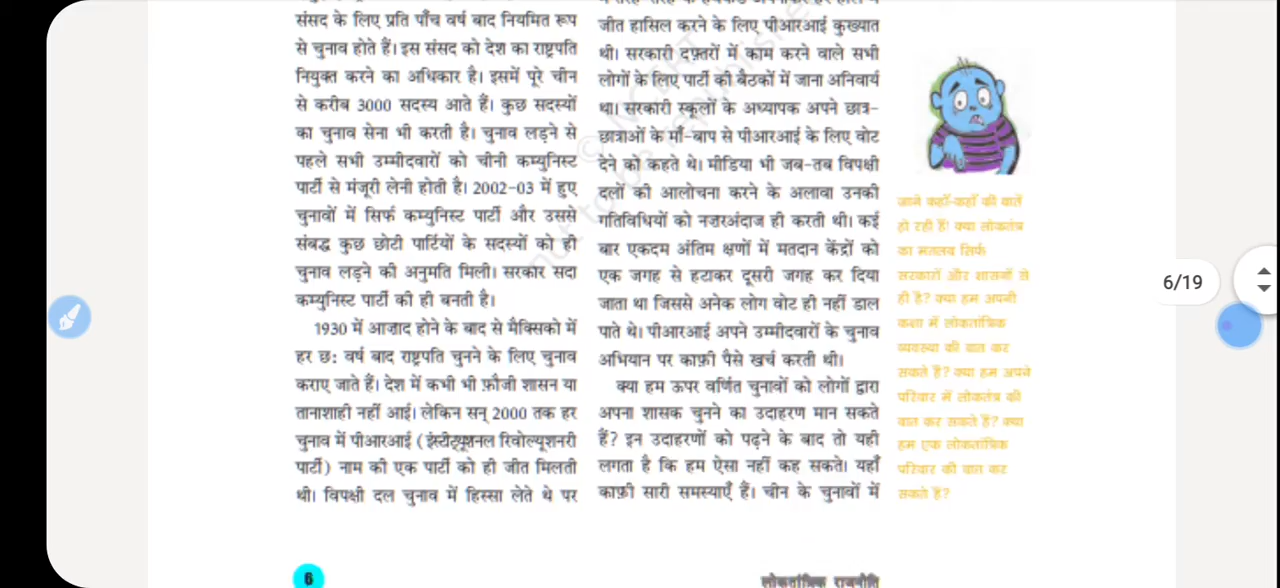 संसद के लिए प्रति पाँच वर्ष बाद नियमित रूप
से चुनाव होते हैं। इस संसद को देश का राष्ट्रपति
नियुक्त करने का अधिकार है। इसमें पूरे चीन
से करीब 3000 सदस्य आते हैं। कुछ सदस्यों
का चुनाव सेना भी करती है। चुनाव लड़ने से
पहले सभी उम्मीदवारों को चीनी कम्युनिस्ट
पार्टी से मंजूरी लेनी होती है। 2002-03 में हुए
चुनावों में सिर्फ कम्युनिस्ट पार्टी और उससे
संबद्ध कुछ छोटी पार्टियों के सदस्यों को ही
चुनाव लड़ने की अनुमति मिली। सरकार सदा
कम्युनिस्ट पार्टी की ही बनती है।
1930 में आज़ाद होने के बाद से मैक्सिको में
हर छः वर्ष बाद राष्ट्रपति चुनने के लिए चुनाव
कराए जाते हैं। देश में कभी भी फ़ौजी शासन या
तानाशाही नहीं आई। लेकिन सन् 2000 तक हर
चुनाव में पीआरआई (इंस्टीट्यूशनल रिवोल्यूशनरी
पार्टी) नाम की एक पार्टी को ही जीत मिलती
थी। विपक्षी दल चुनाव में हिस्सा लेते थे पर
जीत हासिल करने के लिए पीआरआई कुख्यात
थी। सरकारी दफ़्तरों में काम करने वाले सभी
लोगों के लिए पार्टी की बैठकों में जाना अनिवार्य
था। सरकारी स्कूलों के अध्यापक अपने छात्र-
छात्राओं के माँ-बाप से पीआरआई के लिए वोट
देने को कहते थे। मीडिया भी जब-तब विपक्षी
दलों की आलोचना करने के अलावा उनकी
गतिविधियों को नज़रअंदाज ही करती थी। कई
बार एकदम अंतिम क्षणों में मतदान केंद्रों को
एक जगह से हटाकर दूसरी जगह कर दिया
जाता था जिससे अनेक लोग वोट ही नहीं डाल
पाते थे। पीआरआई अपने उम्मीदवारों के चुनाव
अभियान पर काफ़ी पैसे खर्च करती थी।
क्या हम ऊपर वर्णित चुनावों को लोगों द्वारा
अपना शासक चुनने का उदाहरण मान सकते
हैं? इन उदाहरणों को पढ़ने के बाद तो यही
लगता है कि हम ऐसा नहीं कह सकते। यहाँ
काफ़ी सारी समस्याएँ हैं। चीन के चुनावों में
जाने कहाँ-कहाँ की बातें
हो रही हैं! क्या लोकतंत्र
का मतलब सिर्फ
सरकारों और शासनों से
ही है? क्या हम अपनी
कक्षा में लोकतांत्रिक
व्यवस्था की बात कर
सकते हैं? क्या हम अपने
परिवार में लोकतंत्र की
बात कर सकते हैं? क्या
हम एक लोकतांत्रिक
परिवार की बात कर
सकते हैं?
6/19
6
लोकतांत्रिक राजनीति